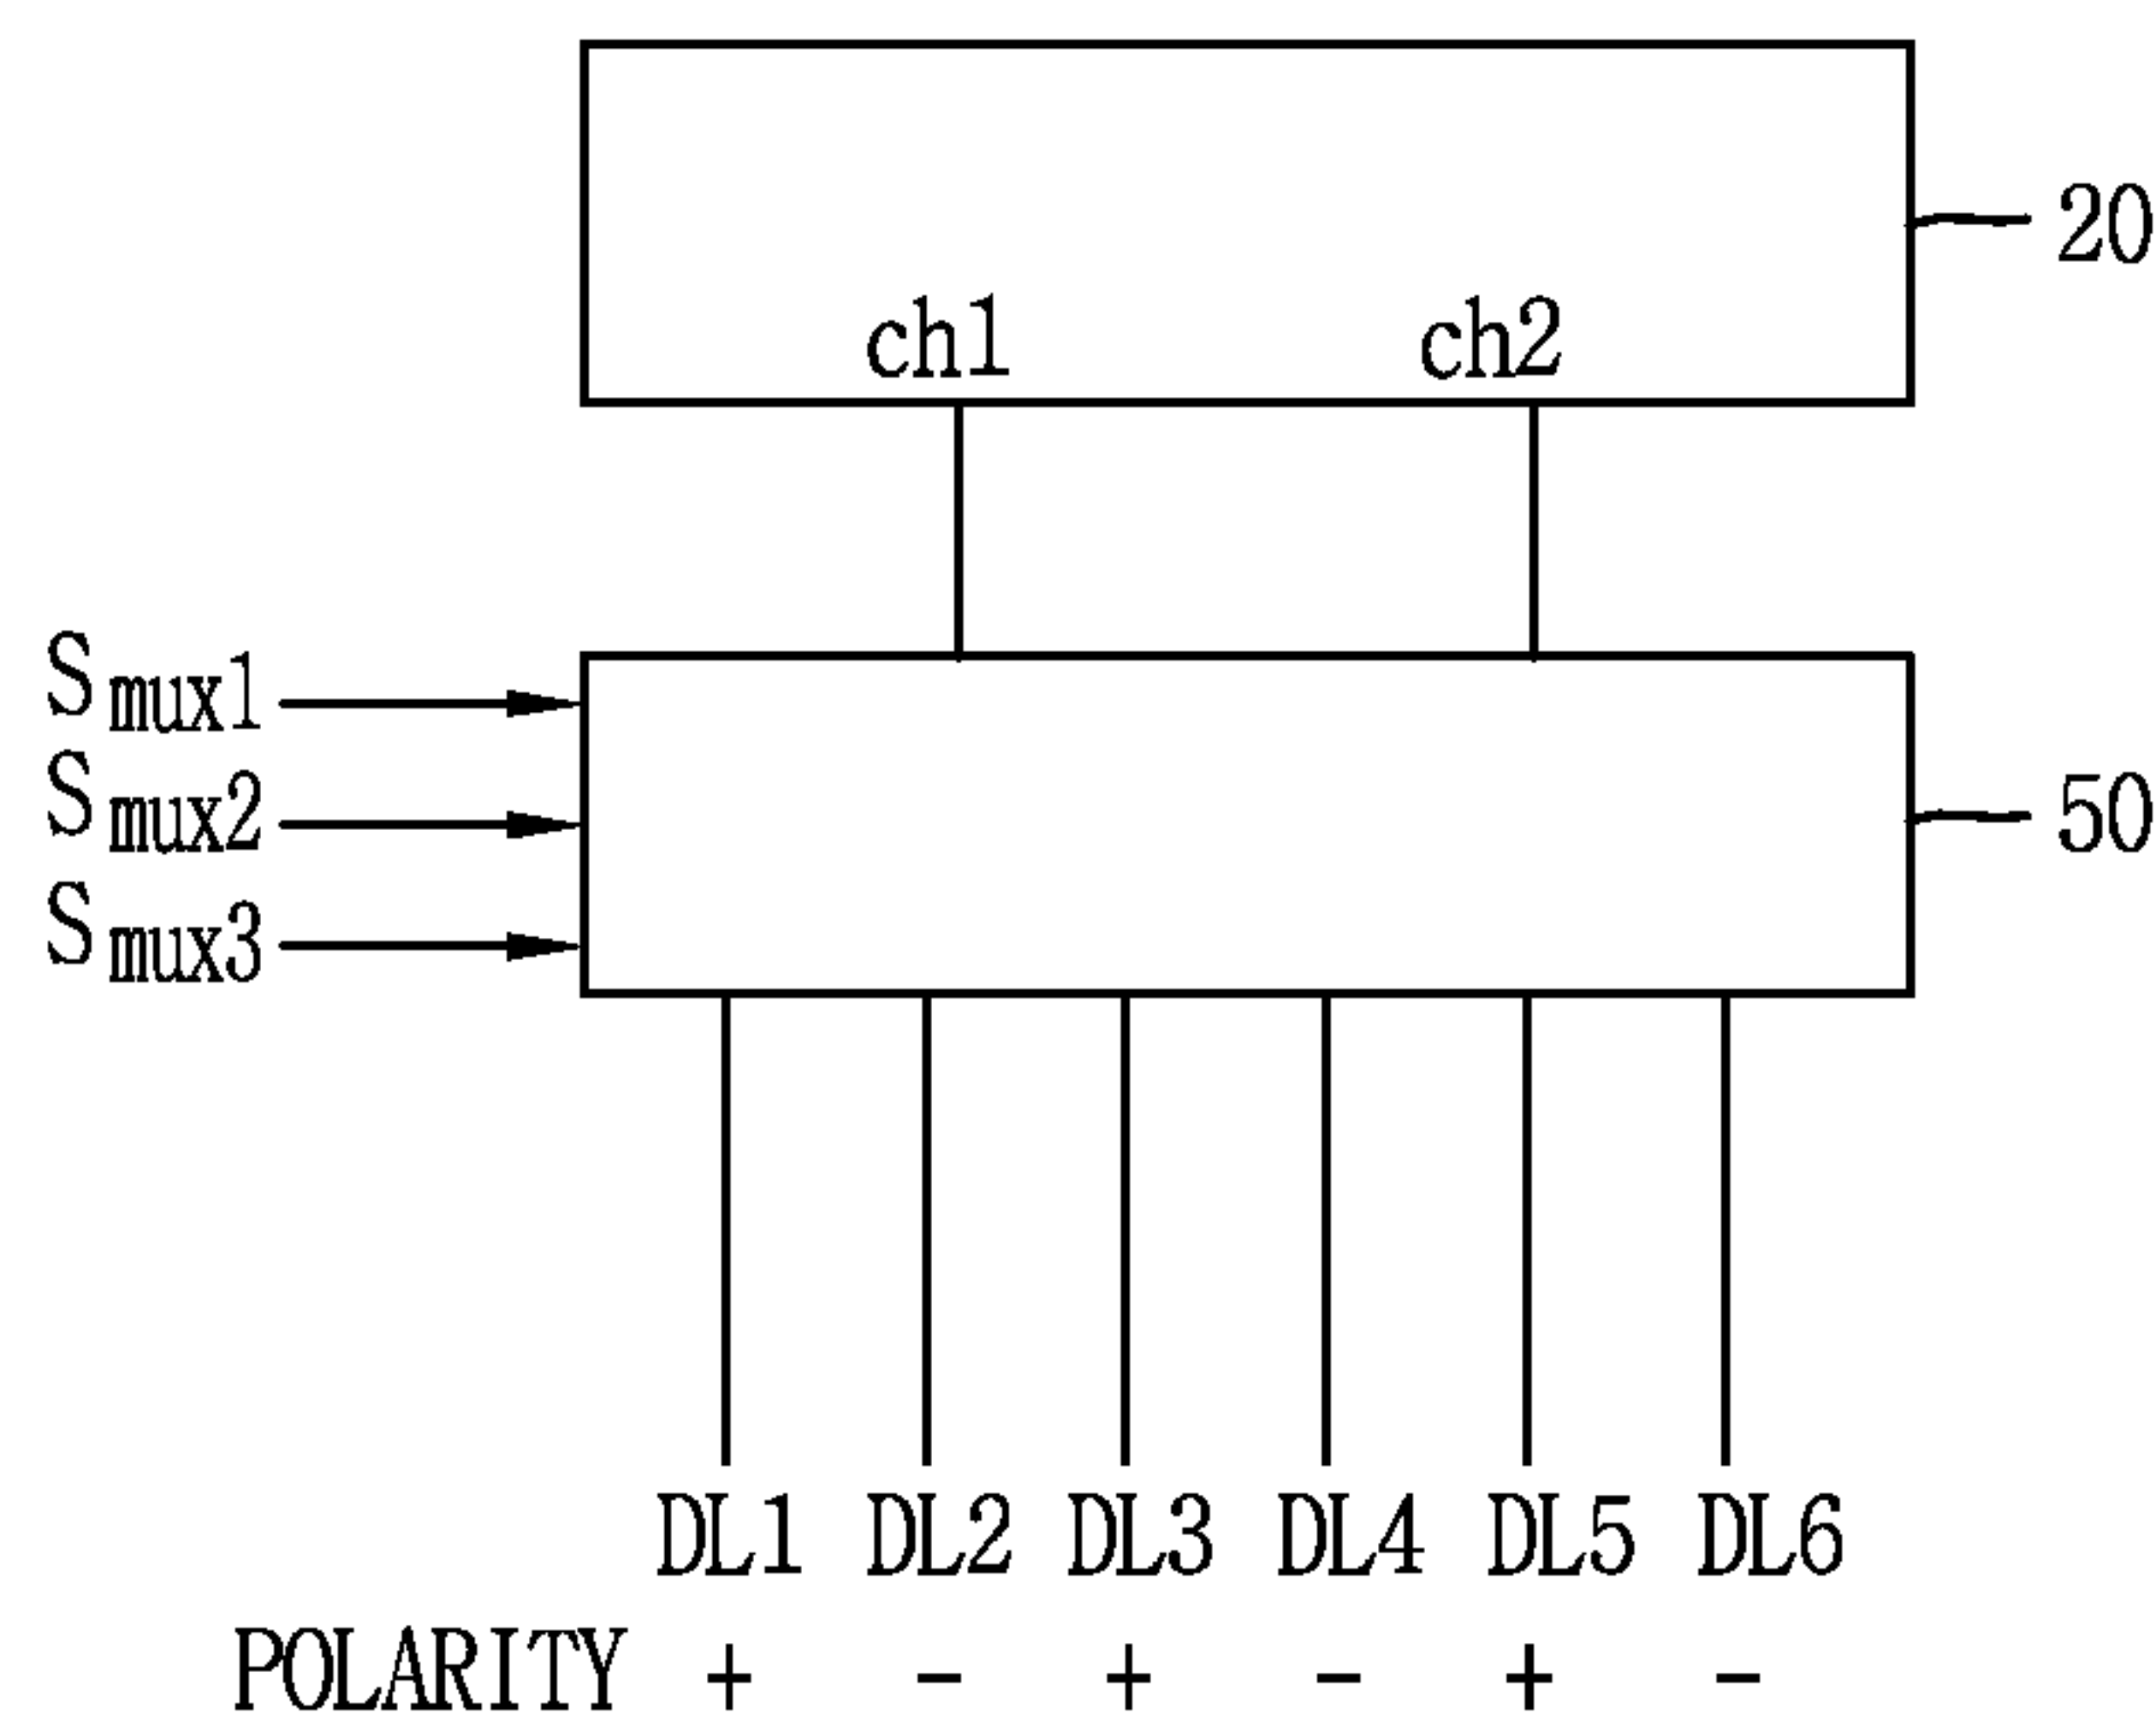 20
ch1 ch2
Smux1
Smux2
50
Smux3
DL1 DL2 DL3 DL4 DL5 DL6
POLARITY + - + - + -